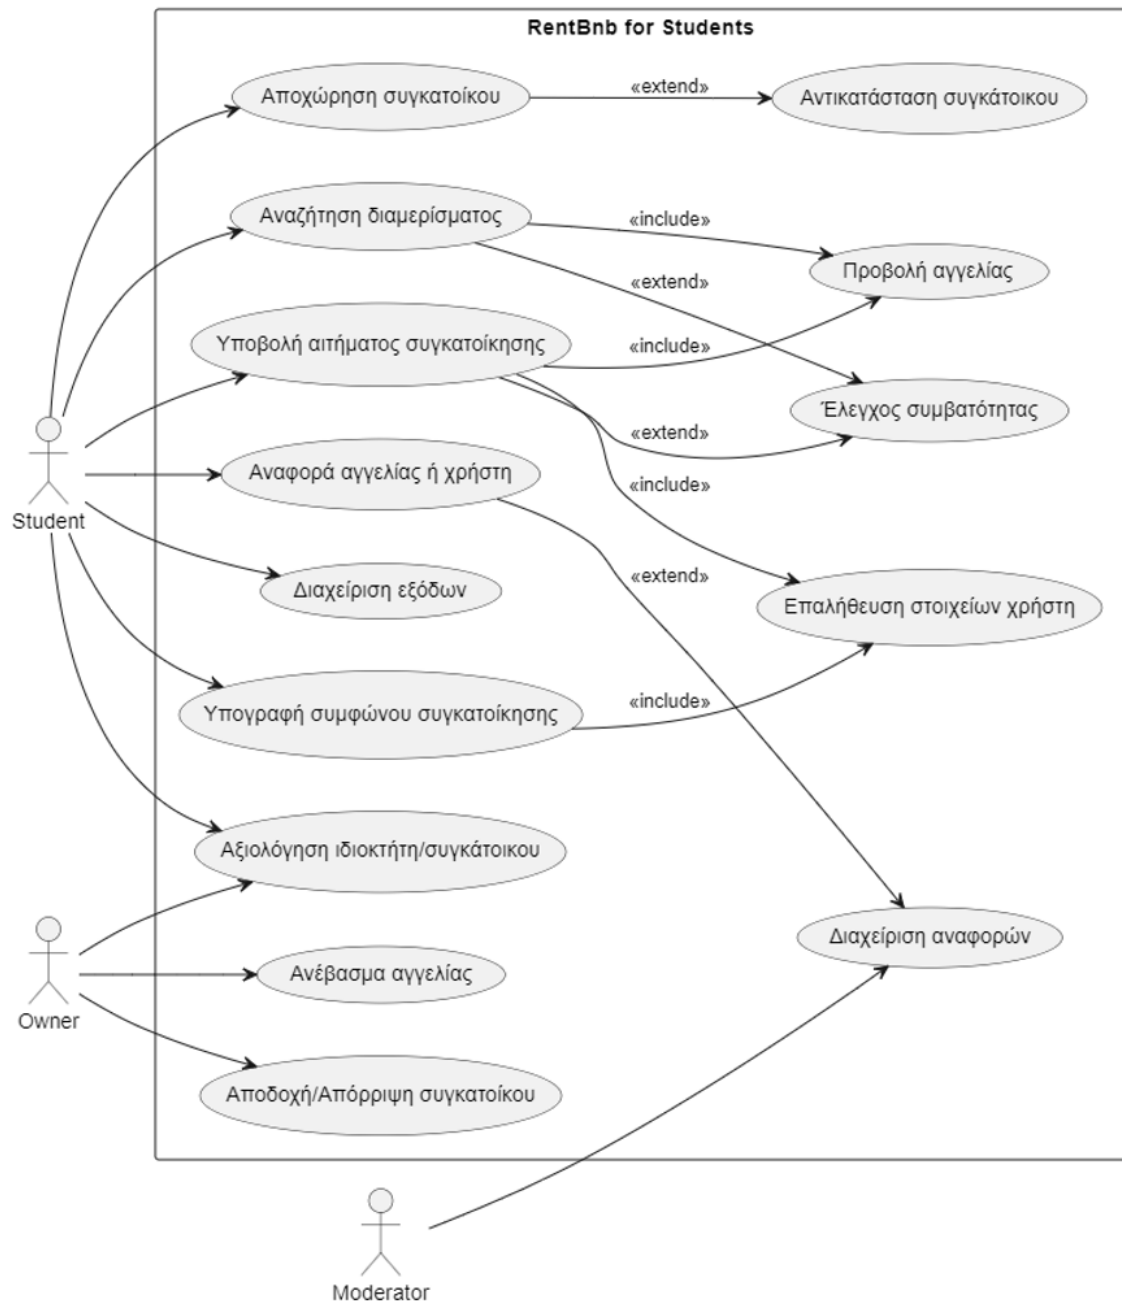 RentBnb for Students
Αποχώρηση συγκατοίκου
«extend»
Αντικατάσταση συγκάτοικου
Αναζήτηση διαμερίσματος
«include»
Προβολή αγγελίας
«extend»
Υποβολή αιτήματος συγκατοίκησης
«include»
Έλεγχος συμβατότητας
«extend»
Αναφορά αγγελίας ή χρήστη
«include»
Student
«extend»
Διαχείριση εξόδων
Επαλήθευση στοιχείων χρήστη
Υπογραφή συμφώνου συγκατοίκησης
«include»
Αξιολόγηση ιδιοκτήτη/συγκάτοικου
Διαχείριση αναφορών
Ανέβασμα αγγελίας
Owner
Αποδοχή/Απόρριψη συγκατοίκου
Moderator